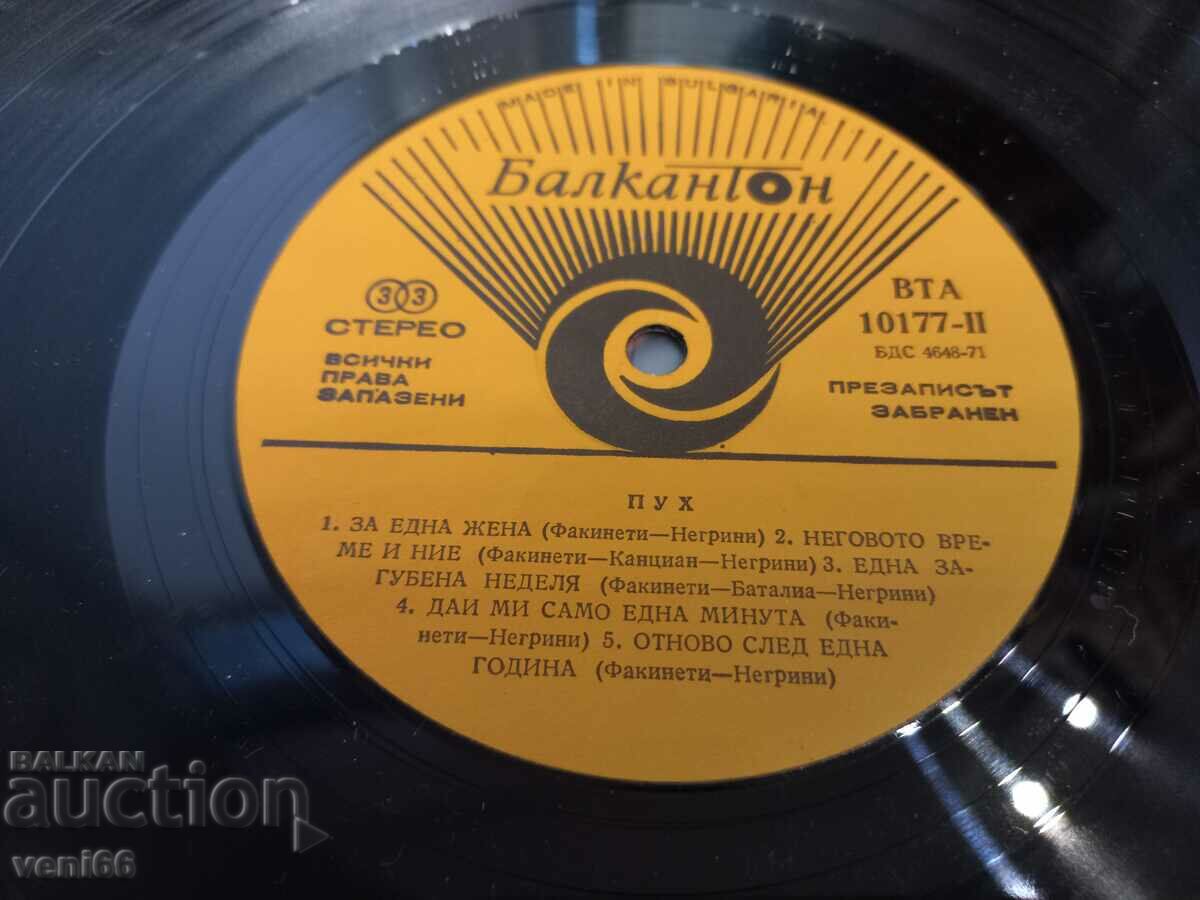 MADE IN BULGARIA
Балкантон
33
СТЕРЕО
ВСИЧКИ
ПРАВА
ЗАПАЗЕНИ
ВТА
10177-II
БДС 4648-71
ПРЕЗАПИСЪТ
ЗАБРАНЕН
ПУХ
1. ЗА ЕДНА ЖЕНА (Факинети—Негрини) 2. НЕГОВОТО ВРЕ-
МЕ И НИЕ (Факинети—Канциан—Негрини) 3. ЕДНА ЗА-
ГУБЕНА НЕДЕЛЯ (Факинети—Баталиа—Негрини)
4. ДАИ МИ САМО ЕДНА МИНУТА (Факи-
нети—Негрини) 5. ОТНОВО СЛЕД ЕДНА
ГОДИНА (Факинети—Негрини)
BALKAN
auction
veni66